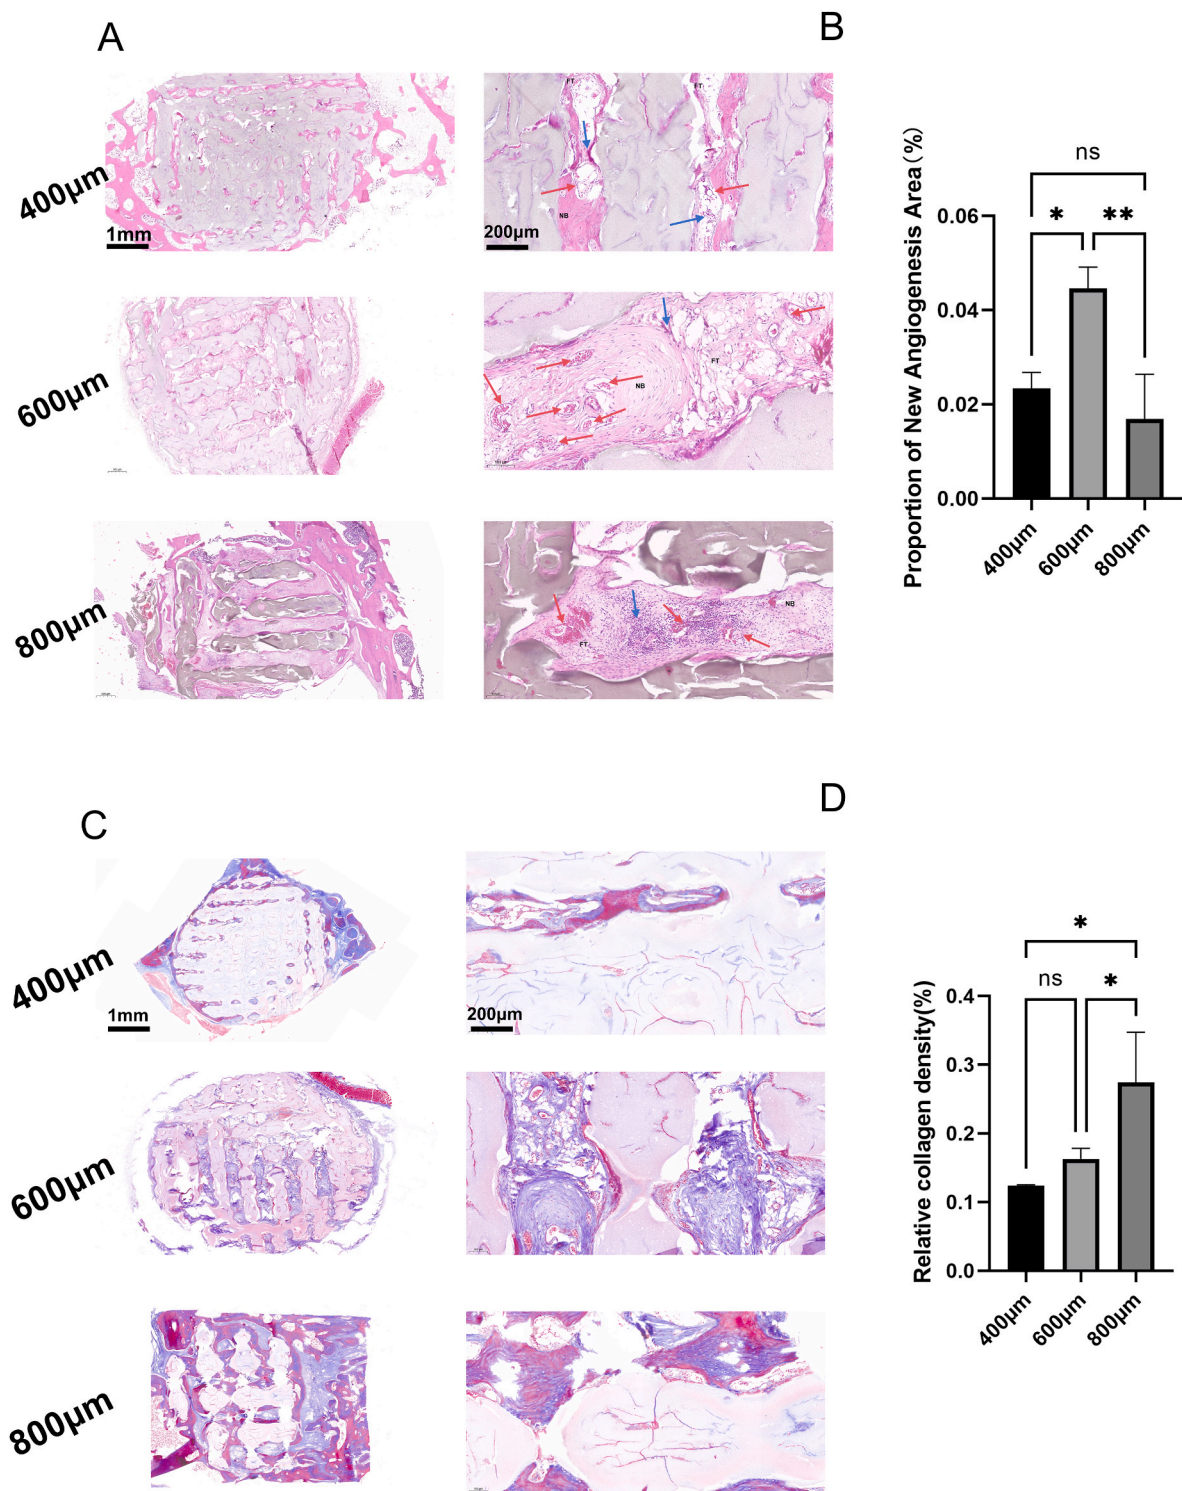 A
B
400μm
1mm
FT
FT
NB
200μm
600μm
NB
FT
800μm
FT
NB
Proportion of New Angiogenesis Area(%)
ns
*
**
0.06
0.04
0.02
0.00
400μm
600μm
800μm
C
D
400μm
1mm
200μm
600μm
800μm
Relative collagen density(%)
*
ns
*
0.4
0.3
0.2
0.1
0.0
400μm
600μm
800μm